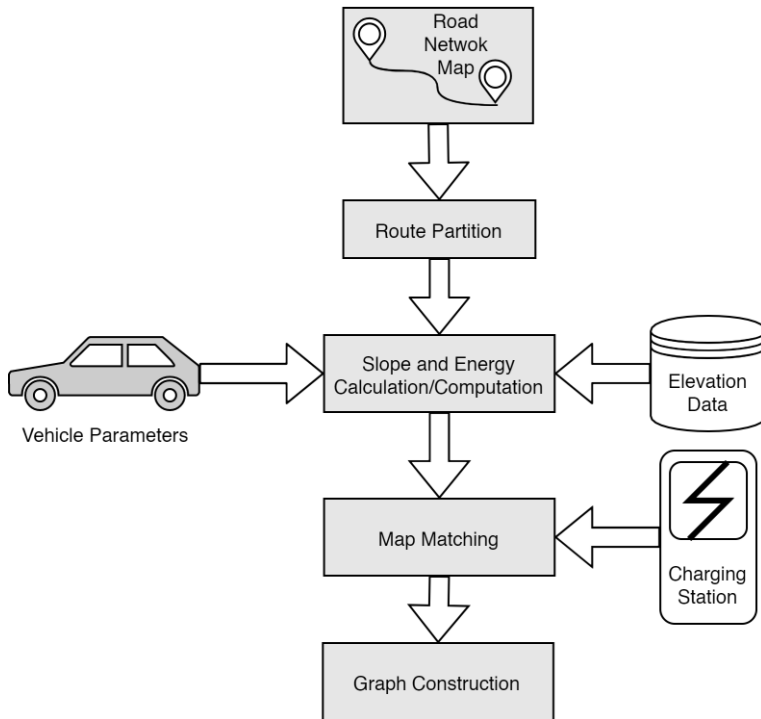 Road
Netwok
Map
Route Partition
Slope and Energy
Calculation/Computation
Elevation
Data
Vehicle Parameters
Map Matching
Charging
Station
Graph Construction